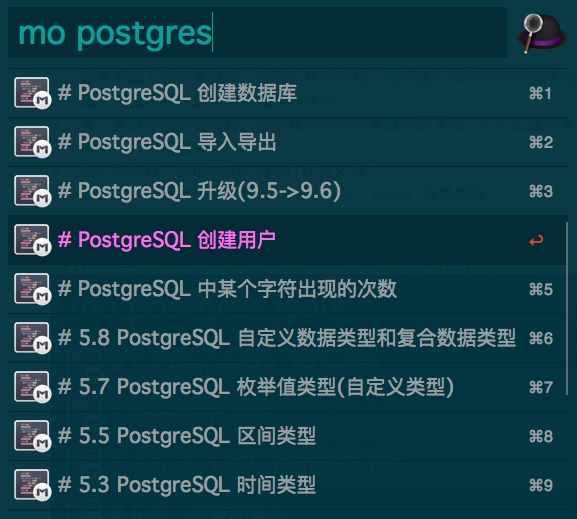 mo postgres
# PostgreSQL 创建数据库 ⌘1
# PostgreSQL 导入导出 ⌘2
# PostgreSQL 升级(9.5->9.6) ⌘3
# PostgreSQL 创建用户 ↩
# PostgreSQL 中某个字符出现的次数 ⌘5
# 5.8 PostgreSQL 自定义数据类型和复合数据类型 ⌘6
# 5.7 PostgreSQL 枚举值类型(自定义类型) ⌘7
# 5.5 PostgreSQL 区间类型 ⌘8
# 5.3 PostgreSQL 时间类型 ⌘9